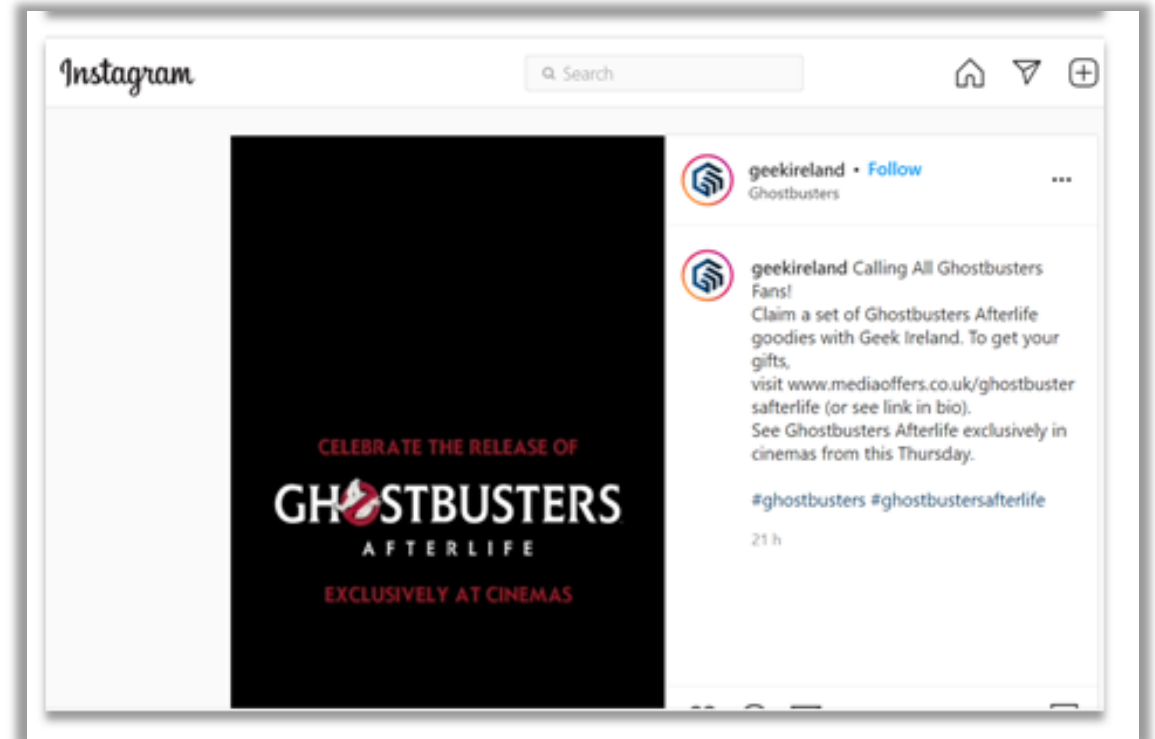 Instagram
Search
CELEBRATE THE RELEASE OF
GHOSTBUSTERS
AFTERLIFE
EXCLUSIVELY AT CINEMAS
geekireland • Follow
Ghostbusters
geekireland Calling All Ghostbusters
Fans!
Claim a set of Ghostbusters Afterlife
goodies with Geek Ireland. To get your
gifts,
visit www.mediaoffers.co.uk/ghostbuster
safterlife (or see link in bio).
See Ghostbusters Afterlife exclusively in
cinemas from this Thursday.
#ghostbusters #ghostbustersafterlife
21 h